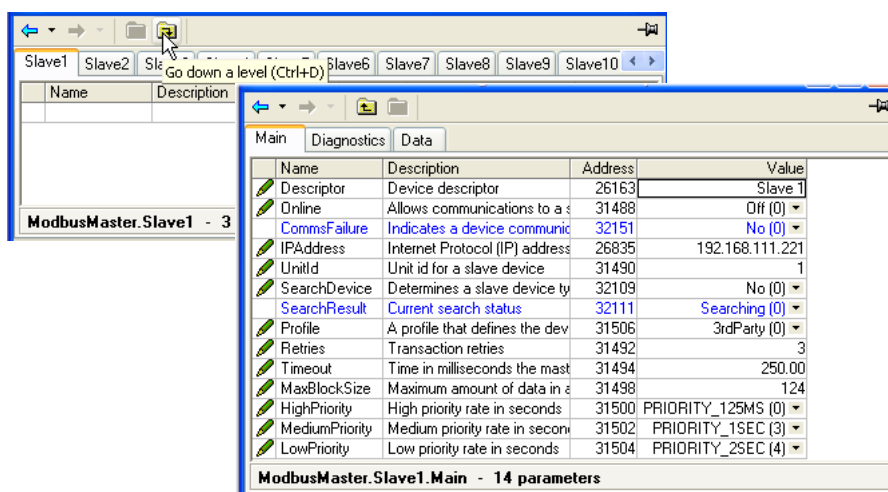 Slave1 Slave2 Slave6 Slave7 Slave8 Slave9 Slave10
Go down a level (Ctrl+D)
Name Description
ModbusMaster.Slave1 - 3
Main Diagnostics Data
Name Description Address Value
Descriptor Device descriptor 26163 Slave 1
Online Allows communications to a s 31488 Off (0)
CommsFailure Indicates a device communic 32151 No (0)
IPAddress Internet Protocol (IP) address 26835 192.168.111.221
UnitId Unit id for a slave device 31490 1
SearchDevice Determines a slave device ty 32109 No (0)
SearchResult Current search status 32111 Searching (0)
Profile A profile that defines the dev 31506 3rdParty (0)
Retries Transaction retries 31492 3
Timeout Time in milliseconds the mast 31494 250.00
MaxBlockSize Maximum amount of data in a 31498 124
HighPriority High priority rate in seconds 31500 PRIORITY_125MS (0)
MediumPriority Medium priority rate in secon 31502 PRIORITY_1SEC (3)
LowPriority Low priority rate in seconds 31504 PRIORITY_2SEC (4)
ModbusMaster.Slave1.Main - 14 parameters